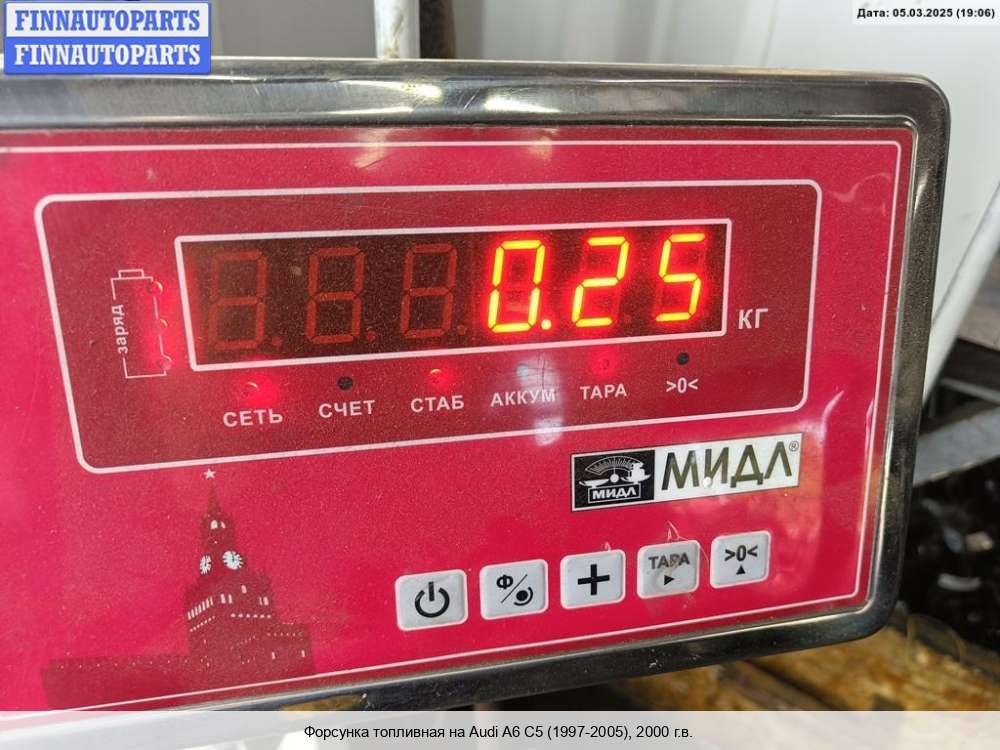 FINNAUTOPARTS
FINNAUTOPARTS
Дата: 05.03.2025 (19:06)
заряд
0.25
КГ
СЕТЬ
СЧЕТ
СТАБ
АККУМ
ТАРА
>0<
МИДЛ
МИДЛ®
Ф/
+
ТАРА
>0<
Форсунка топливная на Audi A6 C5 (1997-2005), 2000 г.в.